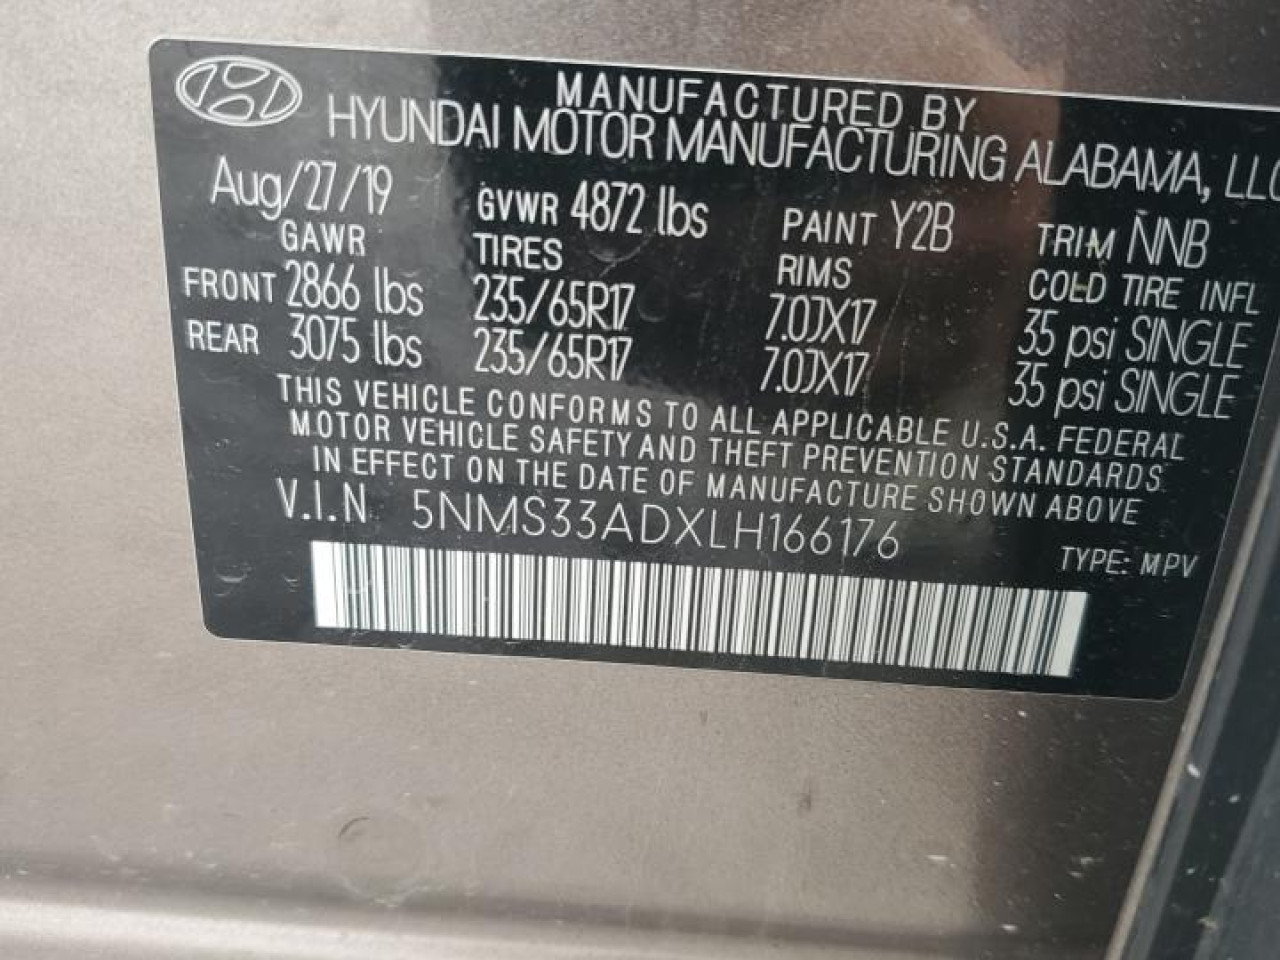 MANUFACTURED BY
HYUNDAI MOTOR MANUFACTURING ALABAMA, LLC
Aug/27/19 GVWR 4872 lbs PAINT Y2B TRIM NNB
GAWR TIRES RIMS COLD TIRE INFL
FRONT 2866 lbs 235/65R17 7.0JX17 35 psi SINGLE
REAR 3075 lbs 235/65R17 7.0JX17 35 psi SINGLE
THIS VEHICLE CONFORMS TO ALL APPLICABLE U.S.A. FEDERAL
MOTOR VEHICLE SAFETY AND THEFT PREVENTION STANDARDS
IN EFFECT ON THE DATE OF MANUFACTURE SHOWN ABOVE
V.I.N 5NMS33ADXLH166176
TYPE: MPV